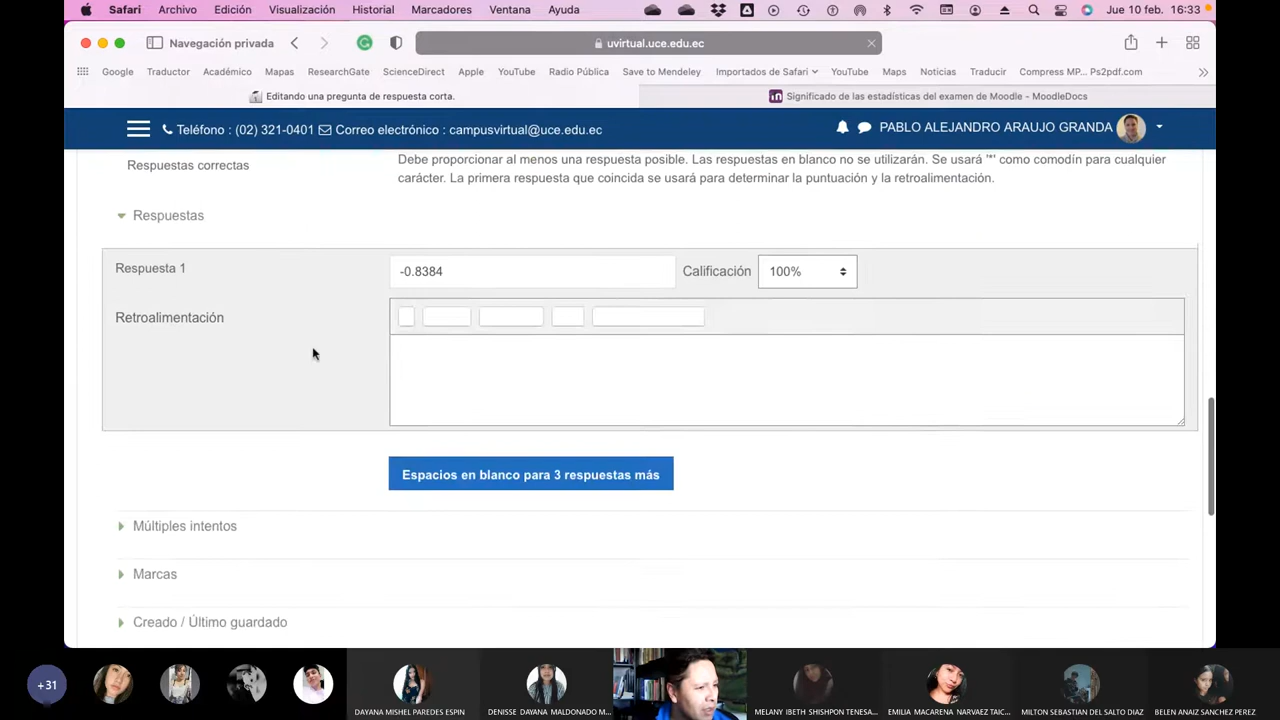 Safari Archivo Edición Visualización Historial Marcadores Ventana Ayuda Jue 10 feb. 16:33
Navegación privada uvirtual.uce.edu.ec
Google Traductor Académico Mapas ResearchGate ScienceDirect Apple YouTube Radio Pública Save to Mendeley Importados de Safari YouTube Maps Noticias Traducir Compress MP... Ps2pdf.com
Editando una pregunta de respuesta corta. Significado de las estadísticas del examen de Moodle - MoodleDocs
Teléfono : (02) 321-0401 Correo electrónico : campusvirtual@uce.edu.ec PABLO ALEJANDRO ARAUJO GRANDA
Respuestas correctas Debe proporcionar al menos una respuesta posible. Las respuestas en blanco no se utilizarán. Se usará '*' como comodín para cualquier
carácter. La primera respuesta que coincida se usará para determinar la puntuación y la retroalimentación.
Respuestas
Respuesta 1 -0.8384 Calificación 100%
Retroalimentación
Espacios en blanco para 3 respuestas más
Múltiples intentos
Marcas
Creado / Último guardado
+31
DAYANA MISHEL PAREDES ESPIN DENISSE DAYANA MALDONADO M... MELANY IBETH SHISHPON TENESA... EMILIA MACARENA NARVAEZ TAIC... MILTON SEBASTIAN DEL SALTO DIAZ BELEN ANAIZ SANCHEZ PEREZ